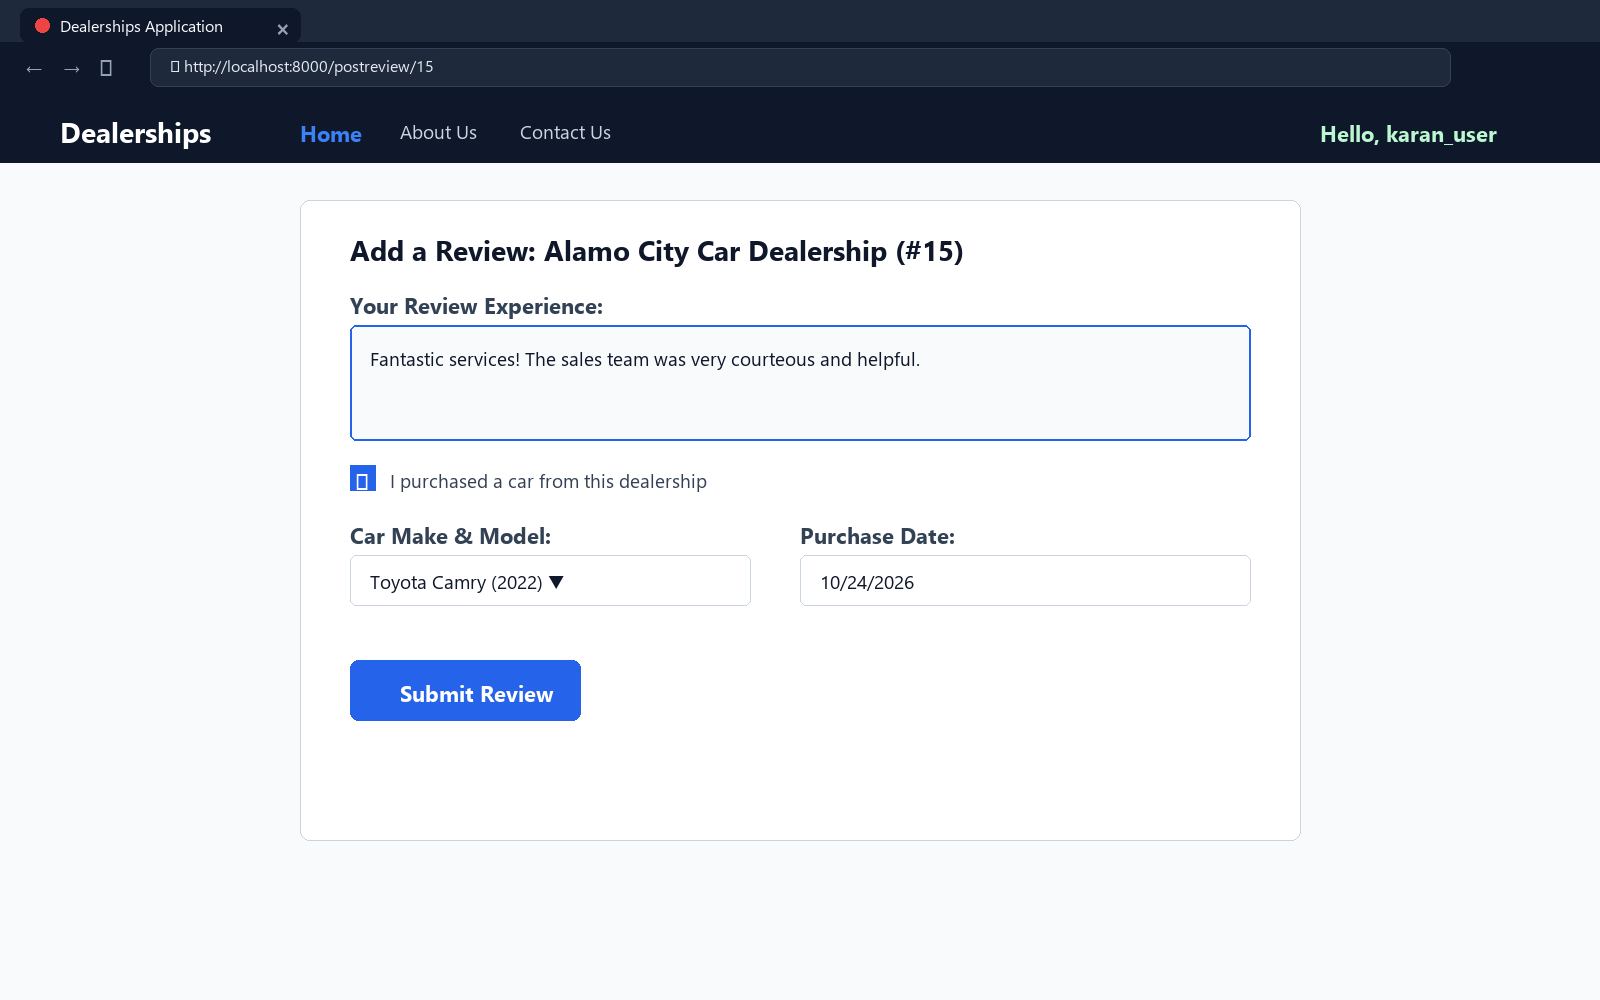 Dealerships Application ×
← → http://localhost:8000/postreview/15
Dealerships Home About Us Contact Us Hello, karan_user
Add a Review: Alamo City Car Dealership (#15)
Your Review Experience:
Fantastic services! The sales team was very courteous and helpful.
I purchased a car from this dealership
Car Make & Model: Purchase Date:
Toyota Camry (2022) ▼ 10/24/2026
Submit Review